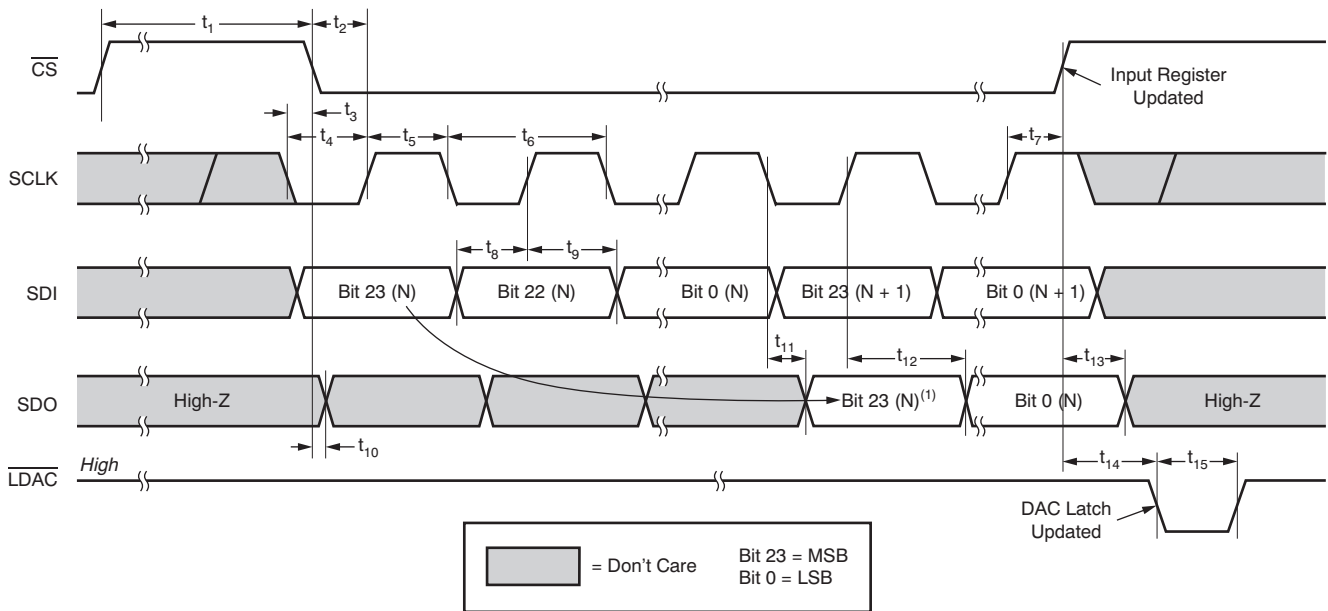 t1 t2
CS
Input Register
Updated
t3
t4 t5 t6 t7
SCLK
t8 t9
SDI Bit 23 (N) Bit 22 (N) Bit 0 (N) Bit 23 (N + 1) Bit 0 (N + 1)
t11 t12 t13
SDO High-Z Bit 23 (N)(1) Bit 0 (N) High-Z
t10
High
LDAC
t14 t15
DAC Latch
Updated
= Don't Care
Bit 23 = MSB
Bit 0 = LSB